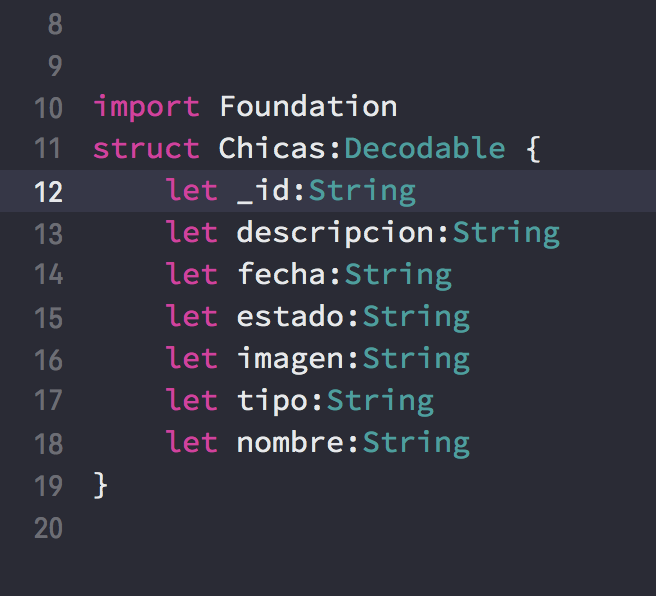 8
9
10 import Foundation
11 struct Chicas:Decodable {
12     let _id:String
13     let descripcion:String
14     let fecha:String
15     let estado:String
16     let imagen:String
17     let tipo:String
18     let nombre:String
19 }
20